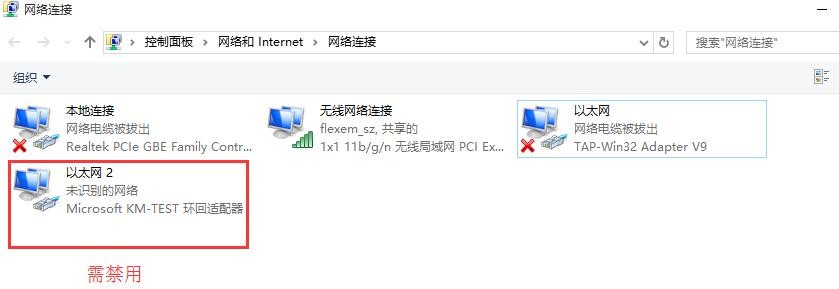 网络连接
控制面板 > 网络和 Internet > 网络连接
搜索"网络连接"
组织
本地连接
网络电缆被拔出
Realtek PCIe GBE Family Contr...
无线网络连接
flexem_sz, 共享的
1x1 11b/g/n 无线局域网 PCI Ex...
以太网
网络电缆被拔出
TAP-Win32 Adapter V9
以太网 2
未识别的网络
Microsoft KM-TEST 环回适配器
需禁用